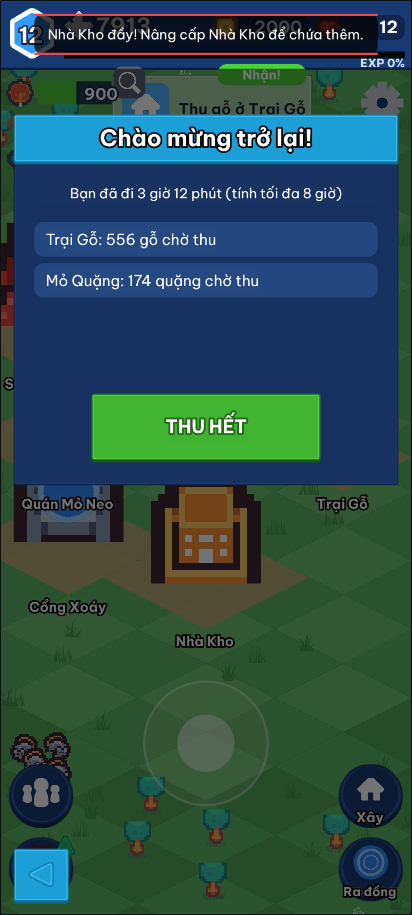 12
7913
2000
12
Nhà Kho đầy! Nâng cấp Nhà Kho để chứa thêm.
EXP 0%
Nhận!
900
Thu gỗ ở Trại Gỗ
Chào mừng trở lại!
Bạn đã đi 3 giờ 12 phút (tính tối đa 8 giờ)
Trại Gỗ: 556 gỗ chờ thu
Mỏ Quặng: 174 quặng chờ thu
THU HẾT
Quán Mỏ Neo
Trại Gỗ
Cổng Xoáy
Nhà Kho
Xây
Ra đồng